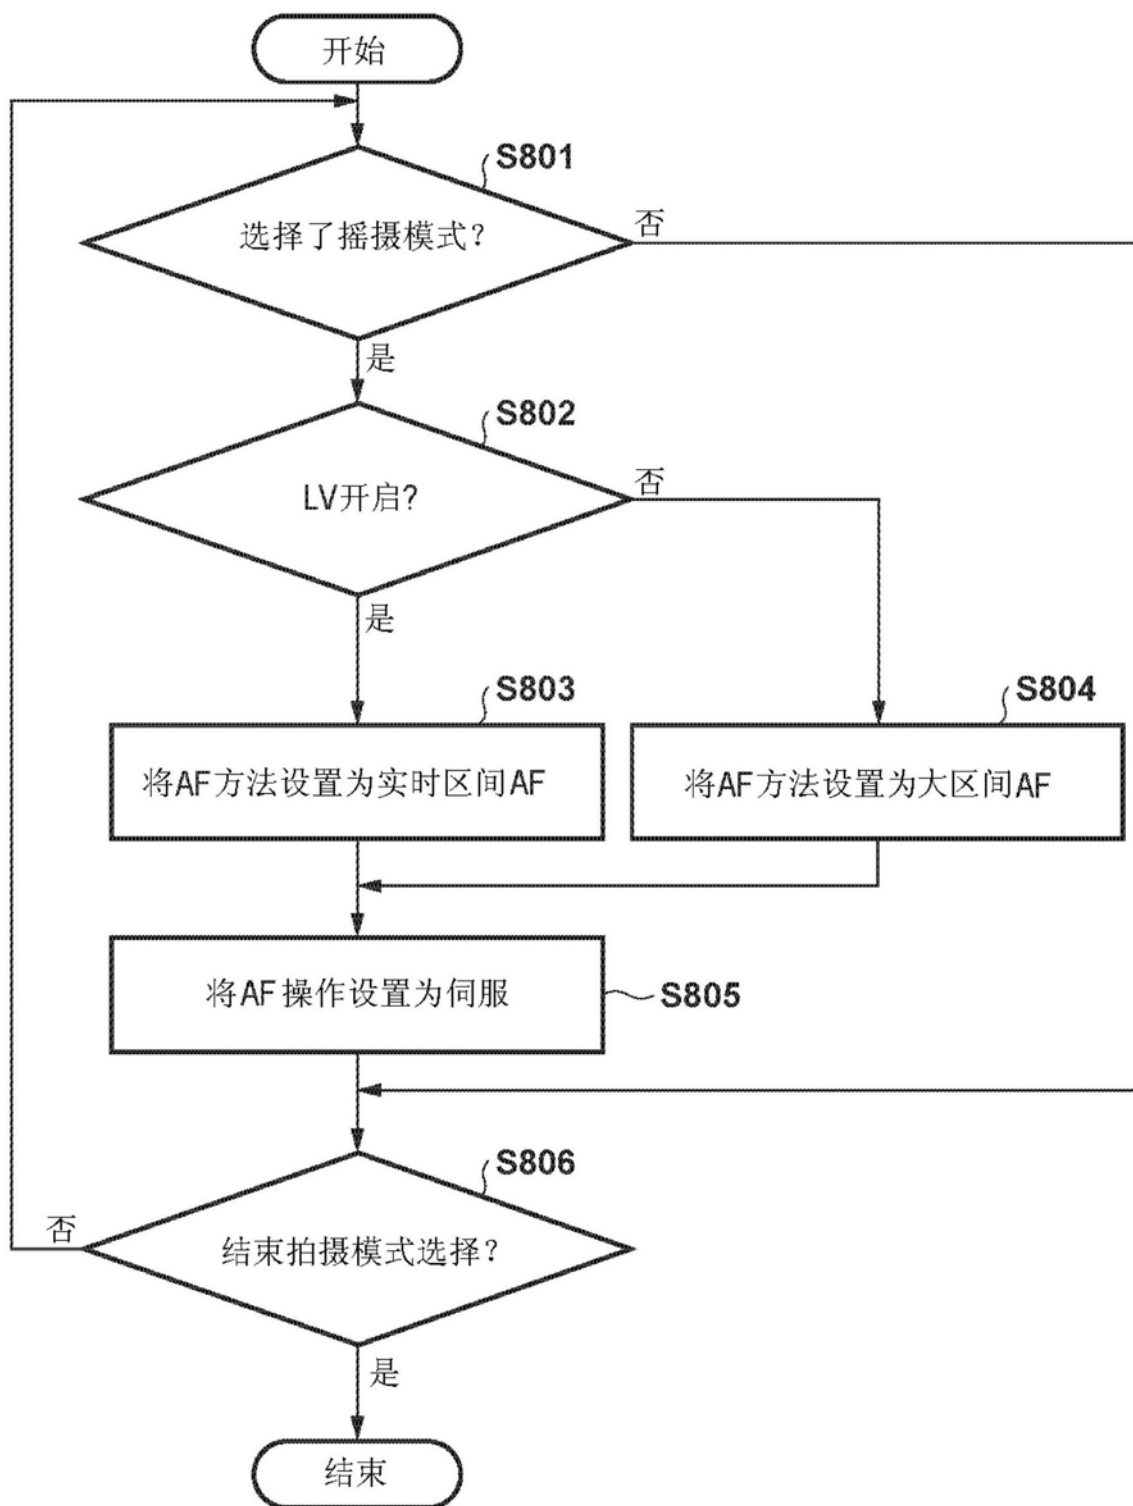 开始
S801
选择了摇摄模式?
否
是
S802
LV开启?
否
是
S803
将AF方法设置为实时区间AF
S804
将AF方法设置为大区间AF
将AF操作设置为伺服
S805
S806
结束拍摄模式选择?
否
是
结束